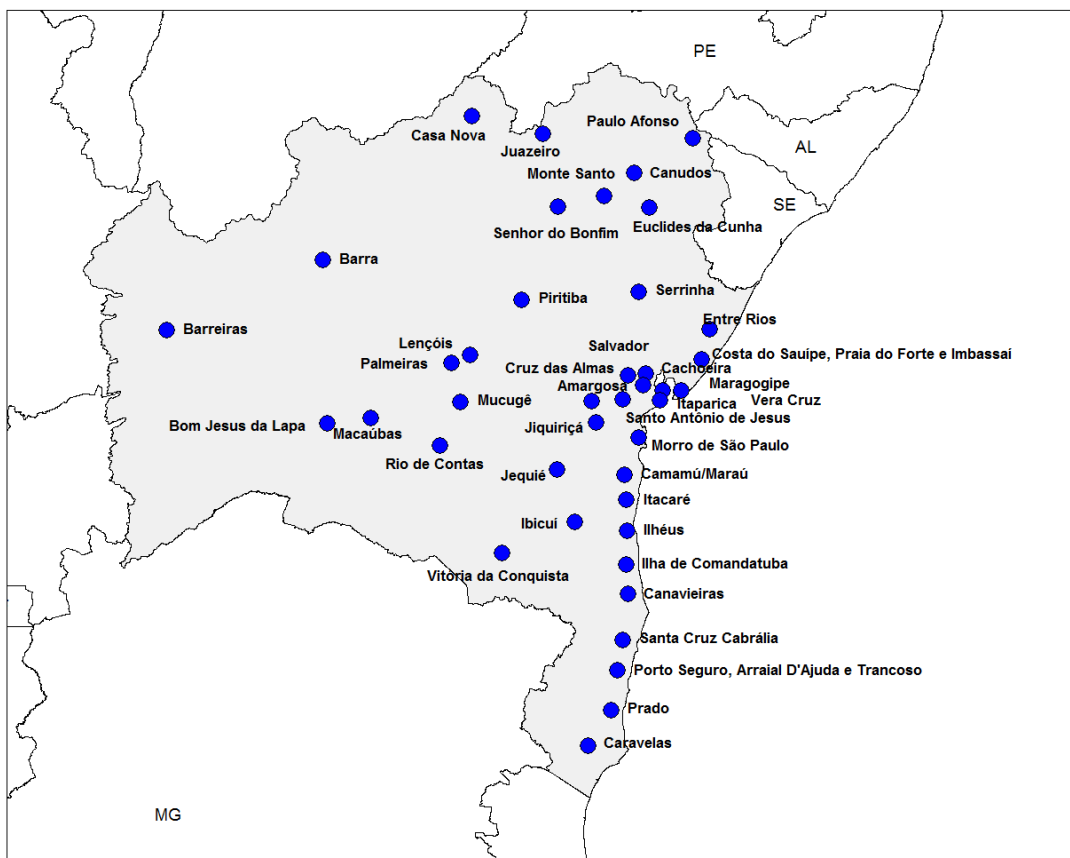 PE
Paulo Afonso
Casa Nova
Juazeiro
AL
Monte Santo
Canudos
SE
Senhor do Bonfim
Euclides da Cunha
Barra
Serrinha
Piritiba
Entre Rios
Barreiras
Lençóis
Salvador
Costa do Sauípe, Praia do Forte e Imbassaí
Palmeiras
Cruz das Almas
Cachoeira
Amargosa
Maragogipe
Mucugê
Itaparica
Vera Cruz
Santo Antônio de Jesus
Bom Jesus da Lapa
Macaúbas
Jiquiriçá
Morro de São Paulo
Rio de Contas
Jequié
Camamú/Maraú
Itacaré
Ibicuí
Ilhéus
Ilha de Comandatuba
Vitória da Conquista
Canavieiras
Santa Cruz Cabrália
Porto Seguro, Arraial D'Ajuda e Trancoso
Prado
Caravelas
MG